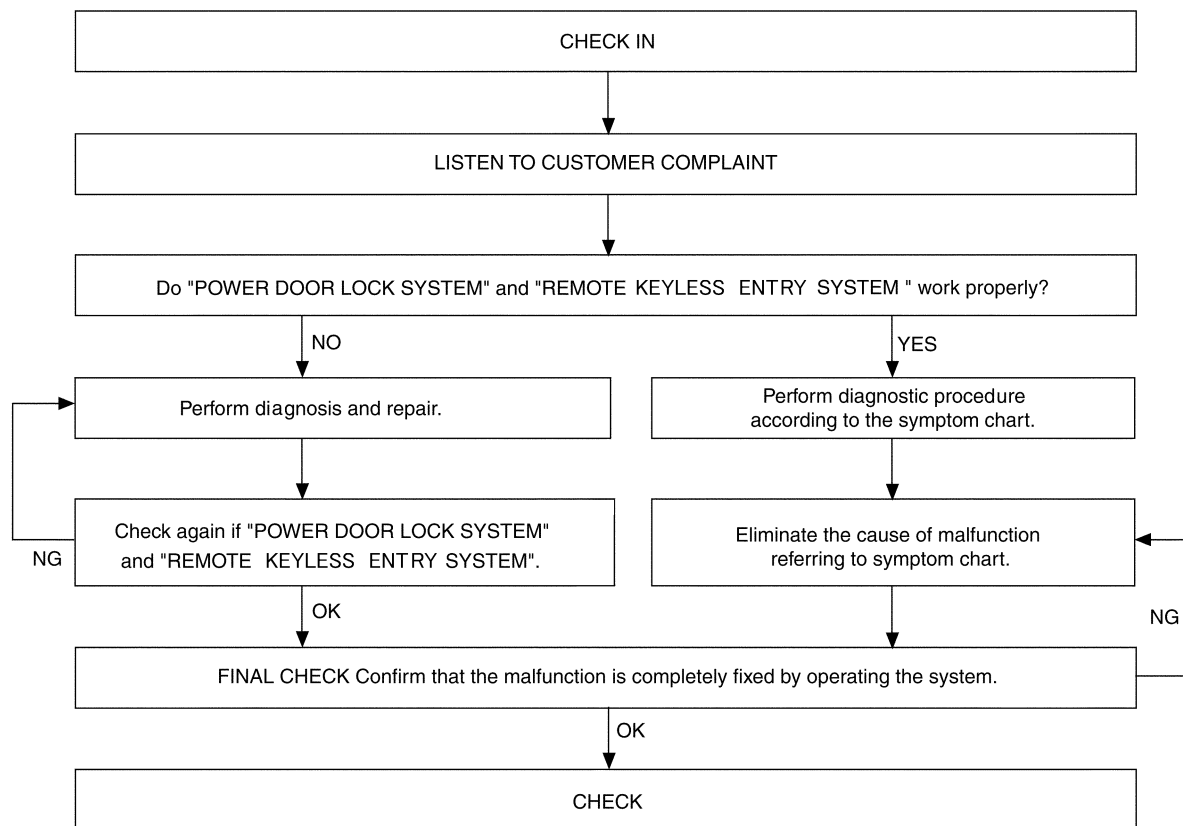 CHECK IN
LISTEN TO CUSTOMER COMPLAINT
Do "POWER DOOR LOCK SYSTEM" and "REMOTE KEYLESS ENTRY SYSTEM " work properly?
NO
YES
Perform diagnosis and repair.
Perform diagnostic procedure
according to the symptom chart.
Check again if "POWER DOOR LOCK SYSTEM"
and "REMOTE KEYLESS ENTRY SYSTEM".
NG
Eliminate the cause of malfunction
referring to symptom chart.
OK
NG
FINAL CHECK Confirm that the malfunction is completely fixed by operating the system.
OK
CHECK